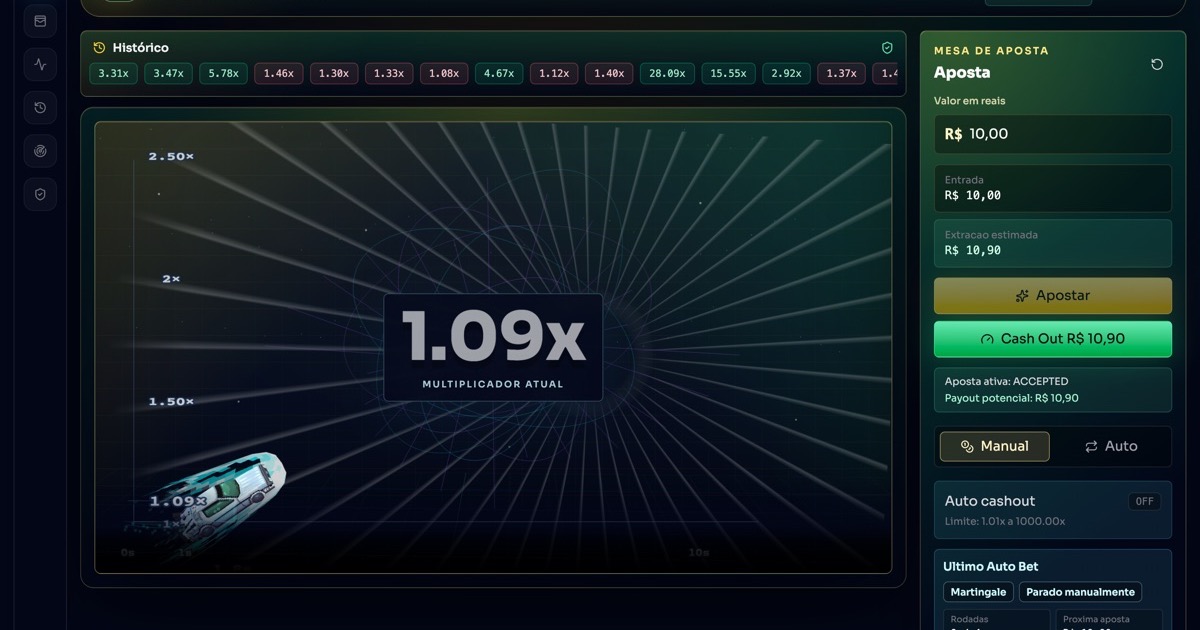 Histórico
3.31x 3.47x 5.78x 1.46x 1.30x 1.33x 1.08x 4.67x 1.12x 1.40x 28.09x 15.55x 2.92x 1.37x
2.50x
2x
1.50x
1.09x
1x
0s 1s 10s
1.09x
MULTIPLICADOR ATUAL
MESA DE APOSTA
Aposta
Valor em reais
R$ 10,00
Entrada
R$ 10,00
Extracao estimada
R$ 10,90
Apostar
Cash Out R$ 10,90
Aposta ativa: ACCEPTED
Payout potencial: R$ 10,90
Manual Auto
Auto cashout OFF
Limite: 1.01x a 1000.00x
Ultimo Auto Bet
Martingale Parado manualmente
Rodadas Proxima aposta